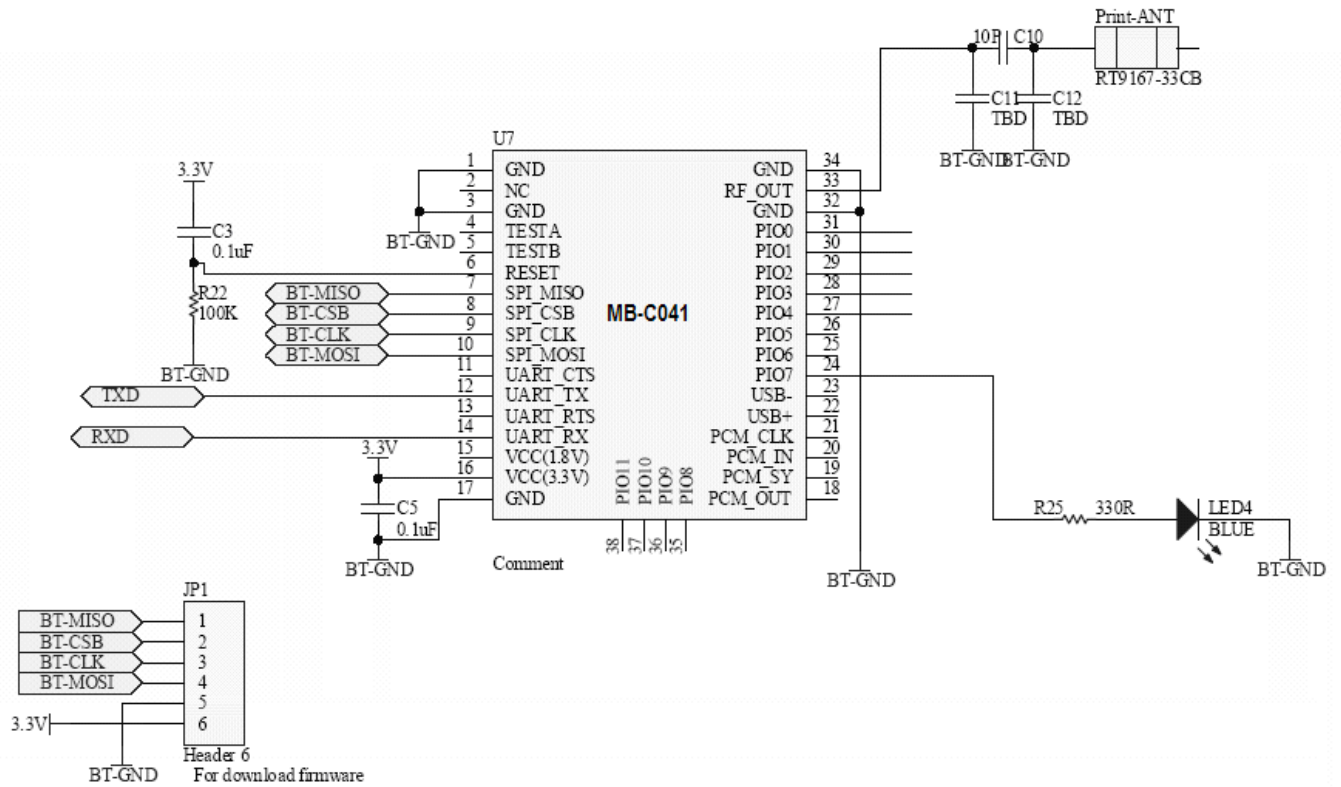 Print-ANT
10P C10
RT9167-33CB
C11
TBD
C12
TBD
BT-GND
BT-GND
U7
3.3V
C3
0.1uF
R22
100K
BT-GND
BT-GND
1 GND
2 NC
3 GND
4 TESTA
5 TESTB
6 RESET
7 SPI_MISO
8 SPI_CSB
9 SPI_CLK
10 SPI_MOSI
11 UART_CTS
12 UART_TX
13 UART_RTS
14 UART_RX
15 VCC(1.8V)
16 VCC(3.3V)
17 GND
MB-C041
GND 34
RF_OUT 33
GND 32
PIO0 31
PIO1 30
PIO2 29
PIO3 28
PIO4 27
PIO5 26
PIO6 25
PIO7 24
USB- 23
USB+ 22
PCM_CLK 21
PCM_IN 20
PCM_SY 19
PCM_OUT 18
PIO11 38
PIO10 37
PIO9 36
PIO8 35
BT-MISO
BT-CSB
BT-CLK
BT-MOSI
TXD
RXD
3.3V
C5
0.1uF
BT-GND
Comment
BT-GND
R25 330R
LED4
BLUE
BT-GND
JP1
BT-MISO 1
BT-CSB 2
BT-CLK 3
BT-MOSI 4
5
3.3V 6
Header 6
BT-GND
For download firmware